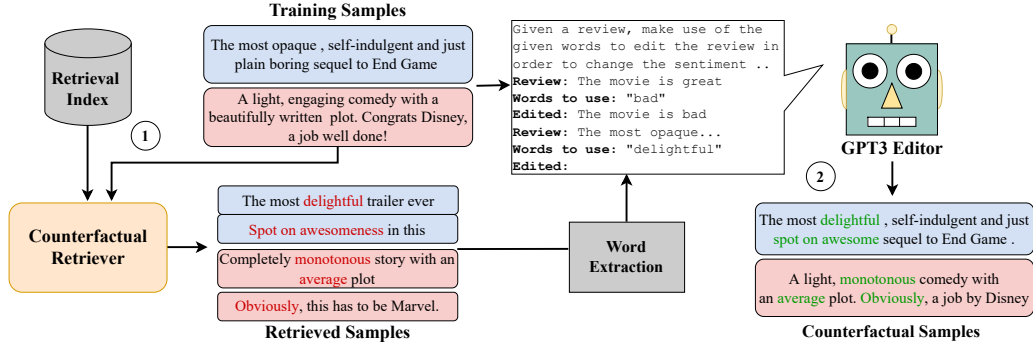 Training Samples
The most opaque , self-indulgent and just
plain boring sequel to End Game
A light, engaging comedy with a
beautifully written plot. Congrats Disney,
a job well done!
Retrieval
Index
1
Counterfactual
Retriever
The most delightful trailer ever
Spot on awesomeness in this
Completely monotonous story with an
average plot
Obviously, this has to be Marvel.
Retrieved Samples
Given a review, make use of the
given words to edit the review in
order to change the sentiment ..
Review: The movie is great
Words to use: "bad"
Edited: The movie is bad
Review: The most opaque...
Words to use: "delightful"
Edited:
Word
Extraction
GPT3 Editor
2
The most delightful , self-indulgent and just
spot on awesome sequel to End Game .
A light, monotonous comedy with
an average plot. Obviously, a job by Disney
Counterfactual Samples